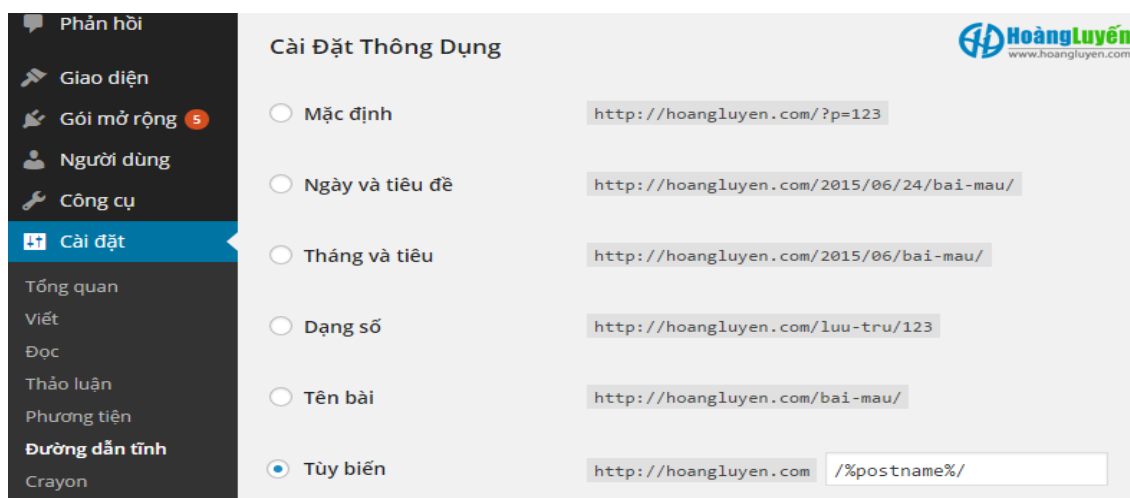 Phản hồi
Giao diện
Gói mở rộng 5
Người dùng
Công cụ
Cài đặt
Tổng quan
Viết
Đọc
Thảo luận
Phương tiện
Đường dẫn tĩnh
Crayon
HoàngLuyến
www.hoangluyen.com
Cài Đặt Thông Dụng
Mặc định http://hoangluyen.com/?p=123
Ngày và tiêu đề http://hoangluyen.com/2015/06/24/bai-mau/
Tháng và tiêu http://hoangluyen.com/2015/06/bai-mau/
Dạng số http://hoangluyen.com/luu-tru/123
Tên bài http://hoangluyen.com/bai-mau/
Tùy biến http://hoangluyen.com /%postname%/